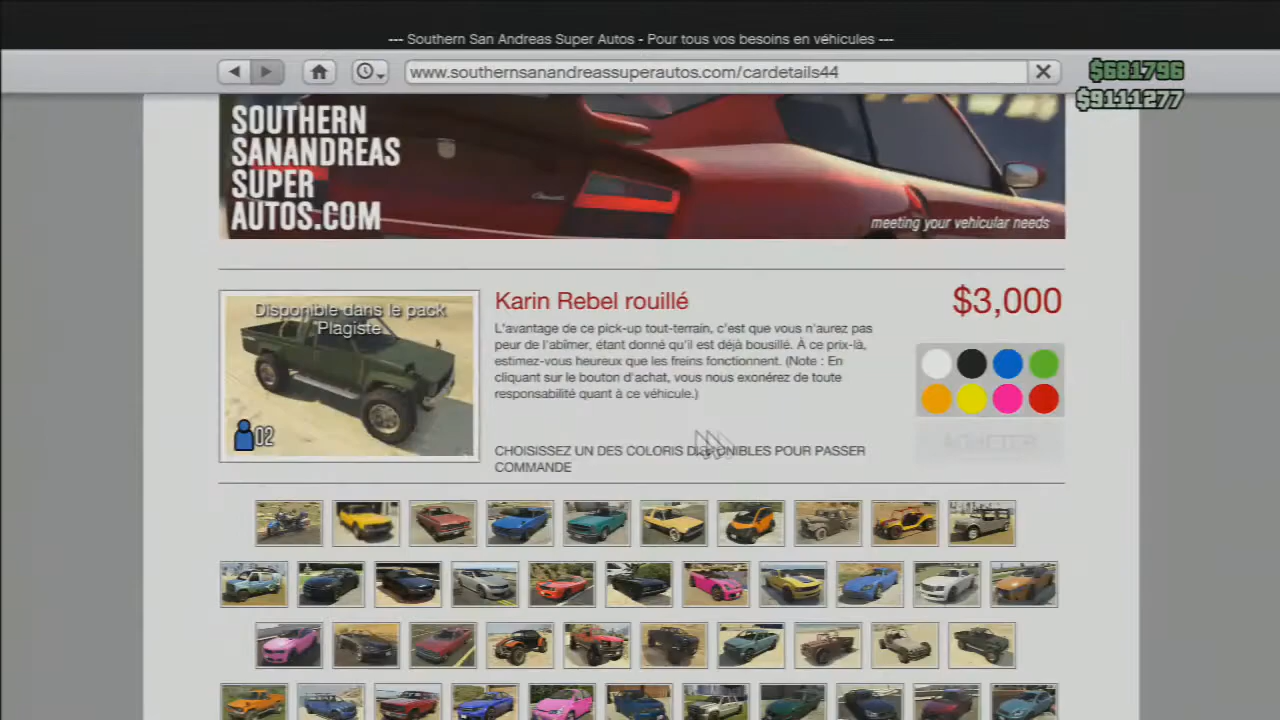 --- Southern San Andreas Super Autos - Pour tous vos besoins en véhicules ---
www.southernsanandreassuperautos.com/cardetails44
$681796
$9111277
SOUTHERN
SANANDREAS
SUPER
AUTOS.COM
meeting your vehicular needs
Disponible dans le pack
"Plagiste"
02
Karin Rebel rouillé
L'avantage de ce pick-up tout-terrain, c'est que vous n'aurez pas
peur de l'abîmer, étant donné qu'il est déjà bousillé. À ce prix-là,
estimez-vous heureux que les freins fonctionnent. (Note : En
cliquant sur le bouton d'achat, vous nous exonérez de toute
responsabilité quant à ce véhicule.)
CHOISISSEZ UN DES COLORIS DISPONIBLES POUR PASSER
COMMANDE
$3,000
ACHETER